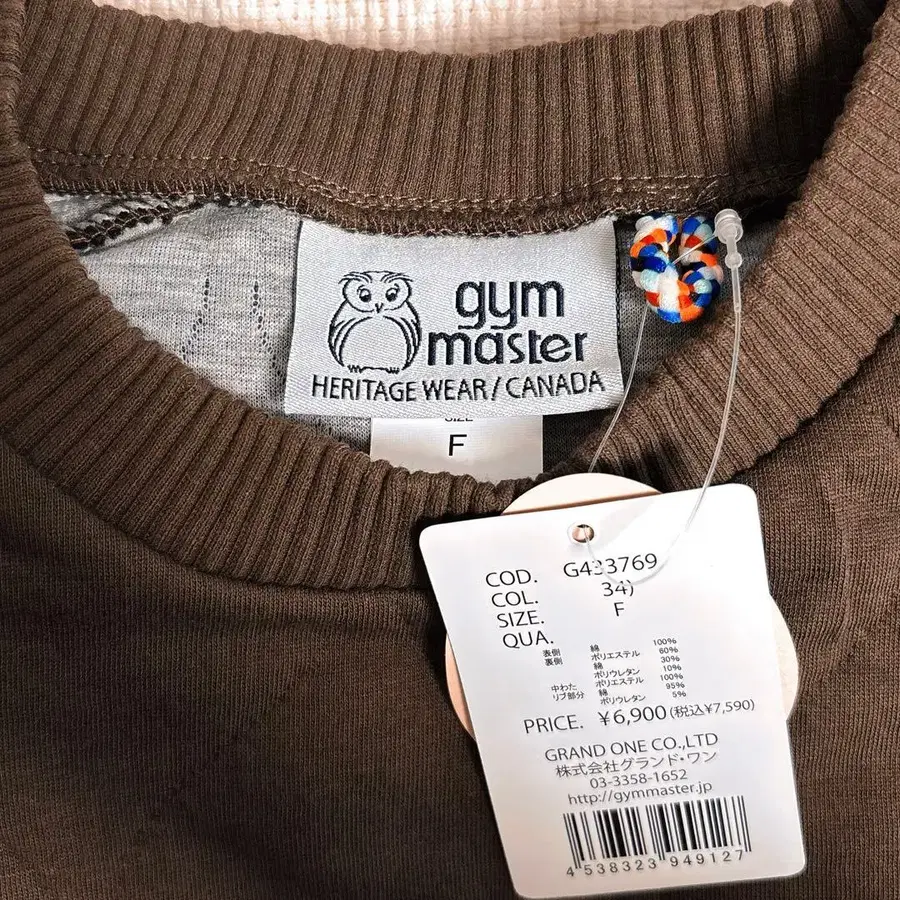 gym
master
HERITAGE WEAR / CANADA
SIZE
F
COD. G433769
COL. 34)
SIZE. F
QUA.
表側 綿 100%
裏側 ポリエステル 60%
綿 30%
ポリウレタン 10%
中わた ポリエステル 100%
リブ部分 綿 95%
ポリウレタン 5%
PRICE. ¥6,900 (税込¥7,590)
GRAND ONE CO.,LTD
株式会社グランド・ワン
03-3358-1652
http://gymmaster.jp
4 538323 949127